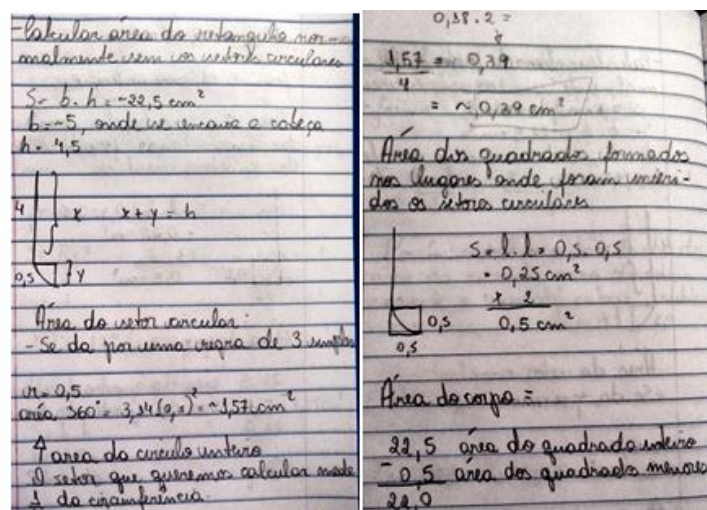 - Calcular área do retangulo nor-
malmente sem os setores circulares
S = b . h = ~22,5 cm²
b = ~5, onde se encaixa a cabeça
h = 4,5
4
x
x + y = h
0,5
y
Área do setor circular:
- Se da por uma regra de 3 simples
r = 0,5
área 360° = 3,14(0,5)² = ~1,57 cm²
↑ area do circulo inteiro
O setor que queremos calcular mede
1/4 da circunferência.
0,38 . 2 =
1,57 = 0,39
4
= ~0,39 cm²
Área dos quadrados formados
nos lugares onde foram inseri-
dos os setores circulares
S = l . l = 0,5 . 0,5
= 0,25 cm²
x 2
0,5 cm²
0,5
0,5
Área do corpo =
22,5 área do quadrado inteiro
- 0,5 área dos quadrados menores
22,0